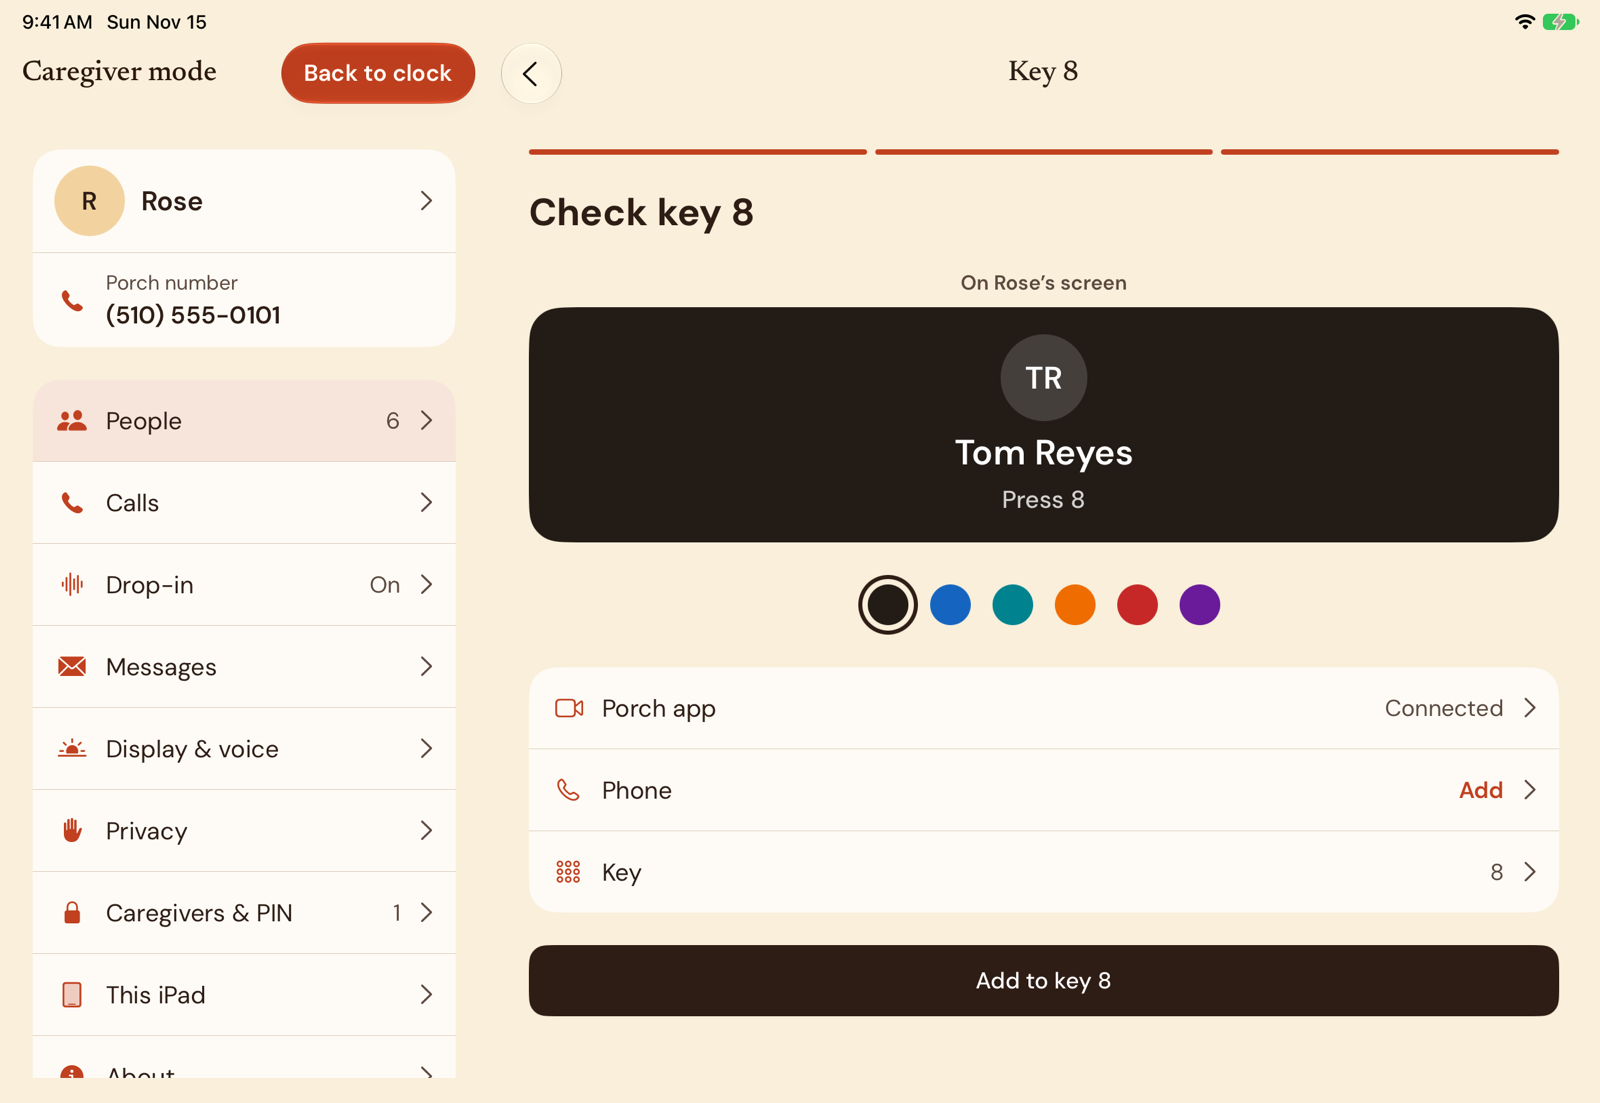 9:41 AM Sun Nov 15
Caregiver mode
Back to clock
Key 8
R
Rose
Porch number
(510) 555-0101
People
6
Calls
Drop-in
On
Messages
Display & voice
Privacy
Caregivers & PIN
1
This iPad
About
Check key 8
On Rose's screen
TR
Tom Reyes
Press 8
Porch app
Connected
Phone
Add
Key
8
Add to key 8